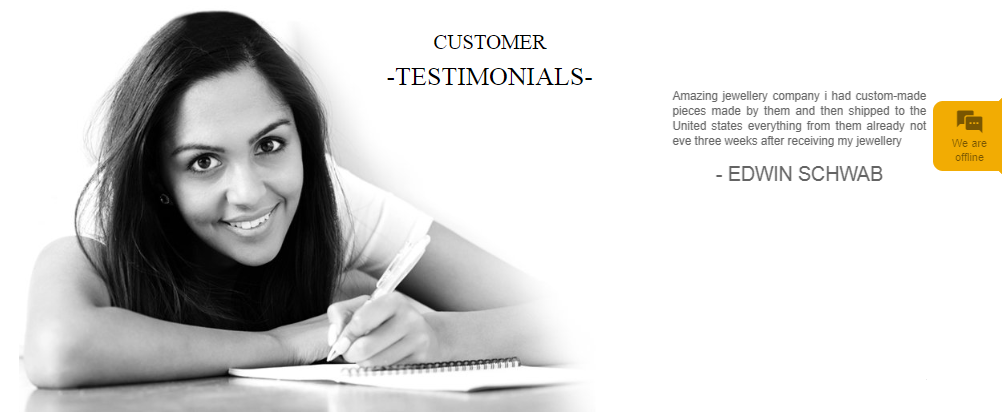 CUSTOMER
-TESTIMONIALS-
Amazing jewellery company i had custom-made
pieces made by them and then shipped to the
United states everything from them already not
eve three weeks after receiving my jewellery
- EDWIN SCHWAB
We are
offline